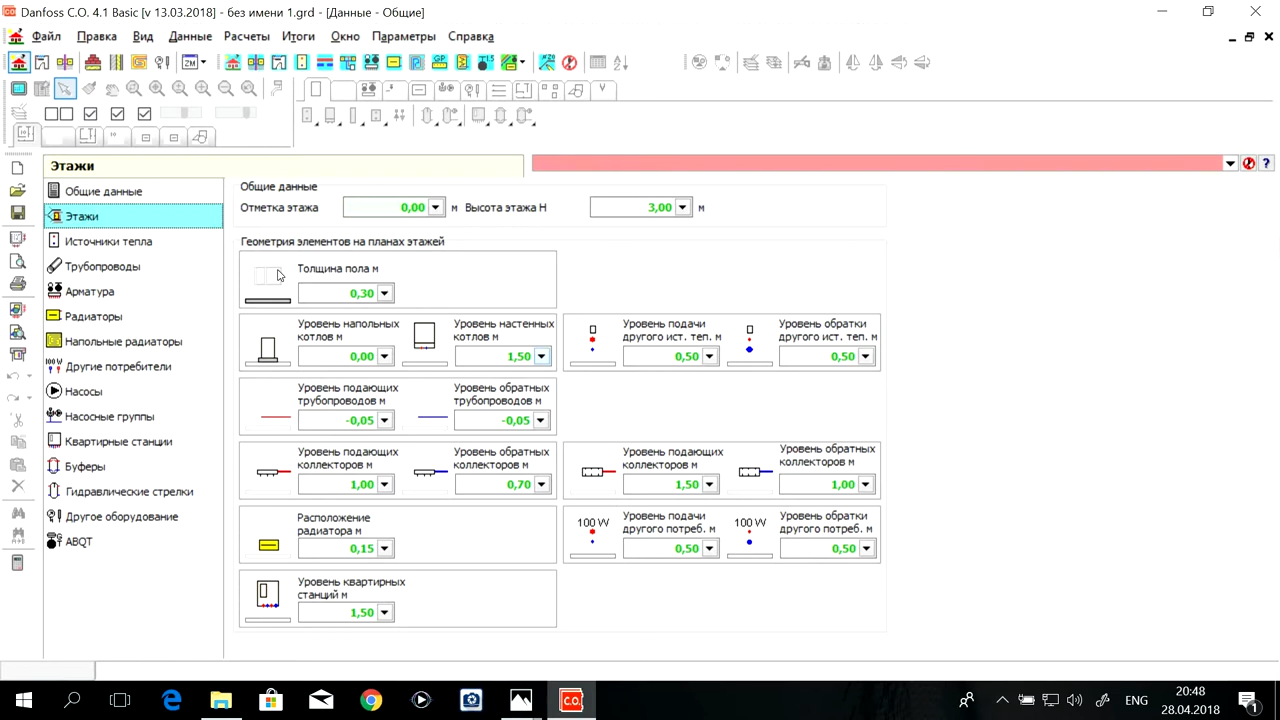 Danfoss C.O. 4.1 Basic [v 13.03.2018] - без имени 1.grd - [Данные - Общие]
Файл Правка Вид Данные Расчеты Итоги Окно Параметры Справка
Этажи
Общие данные
Этажи
Источники тепла
Трубопроводы
Арматура
Радиаторы
Напольные радиаторы
Другие потребители
Насосы
Насосные группы
Квартирные станции
Буферы
Гидравлические стрелки
Другое оборудование
ABQT
Общие данные
Отметка этажа 0,00 м Высота этажа H 3,00 м
Геометрия элементов на планах этажей
Толщина пола м
0,30
Уровень напольных котлов м
0,00
Уровень настенных котлов м
1,50
Уровень подачи другого ист. теп. м
0,50
Уровень обратки другого ист. теп. м
0,50
Уровень подающих трубопроводов м
-0,05
Уровень обратных трубопроводов м
-0,05
Уровень подающих коллекторов м
1,00
Уровень обратных коллекторов м
0,70
Уровень подающих коллекторов м
1,50
Уровень обратных коллекторов м
1,00
Расположение радиатора м
0,15
100 W
Уровень подачи другого потреб. м
0,50
100 W
Уровень обратки другого потреб. м
0,50
Уровень квартирных станций м
1,50
C.O.
ENG
20:48
28.04.2018
1